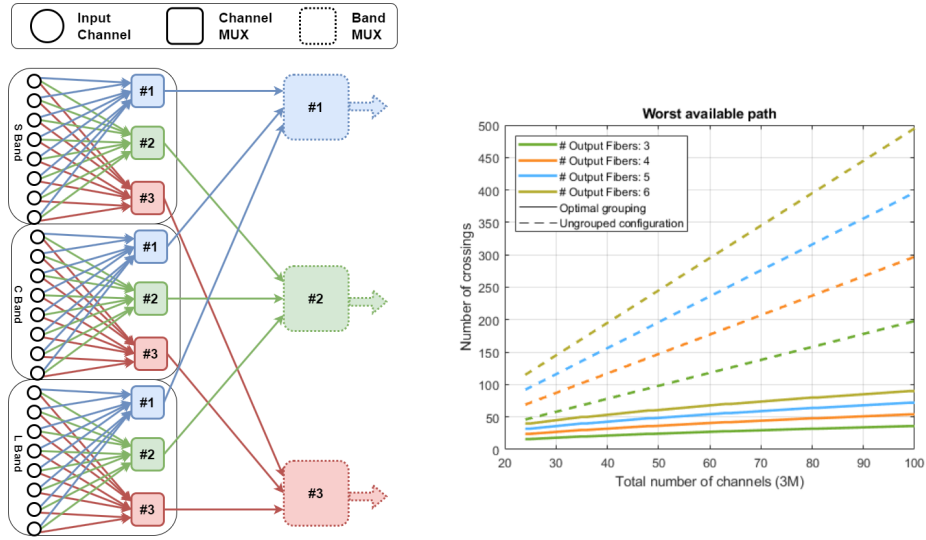 Input
Channel
Channel
MUX
Band
MUX
S Band
#1
#2
#3
C Band
#1
#2
#3
L Band
#1
#2
#3
#1
#2
#3
Worst available path
# Output Fibers: 3
# Output Fibers: 4
# Output Fibers: 5
# Output Fibers: 6
Optimal grouping
Ungrouped configuration
Number of crossings
500
450
400
350
300
250
200
150
100
50
0
20 30 40 50 60 70 80 90 100
Total number of channels (3M)